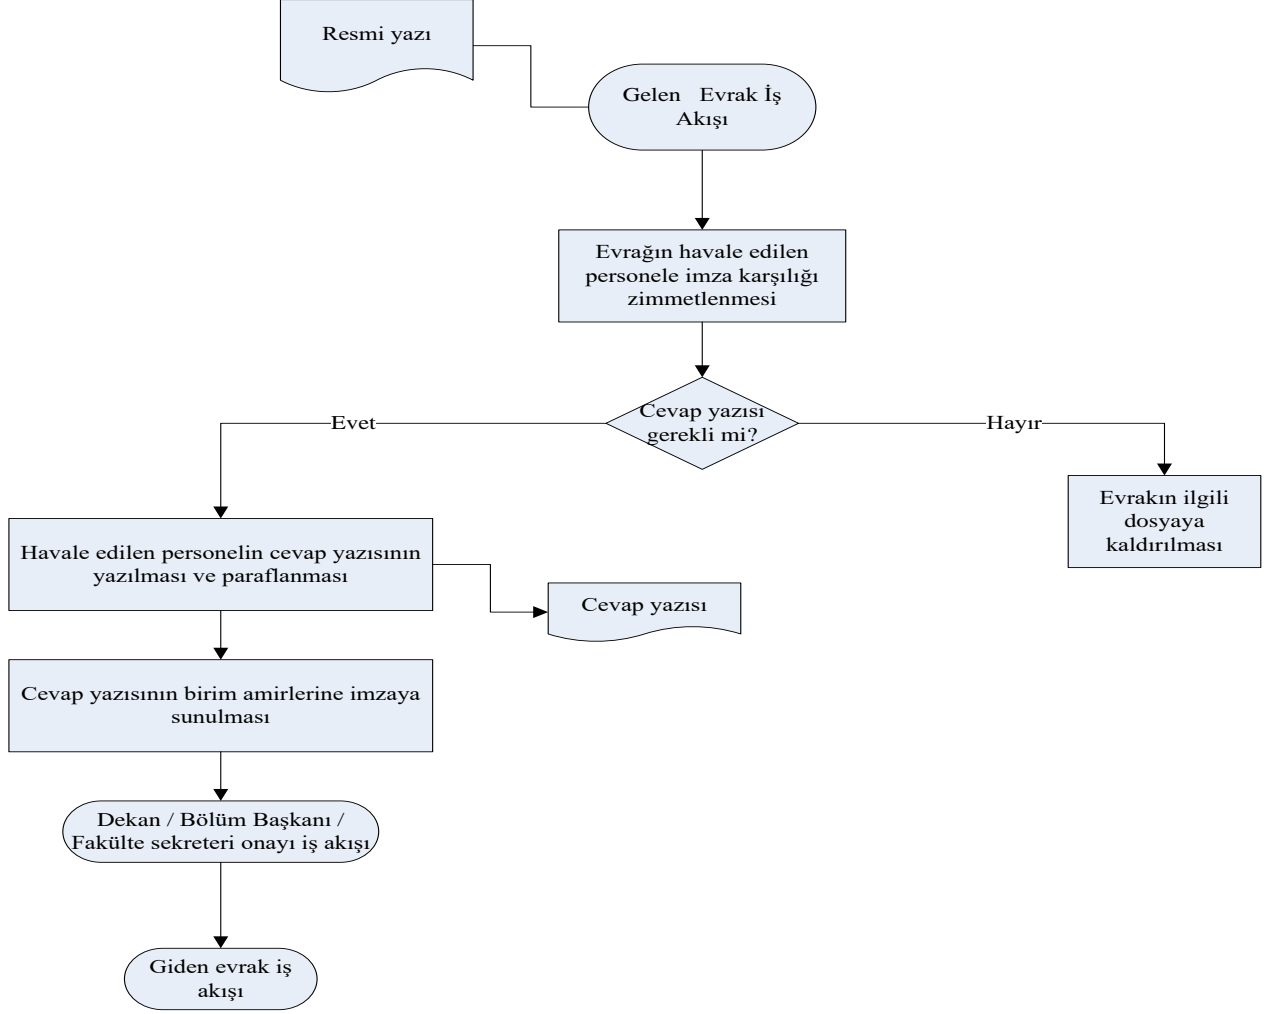 Resmi yazı
Gelen   Evrak İş
Akışı
Evrağın havale edilen
personele imza karşılığı
zimmetlenmesi
Cevap yazısı
gerekli mi?
Evet
Hayır
Evrakın ilgili
dosyaya
kaldırılması
Havale edilen personelin cevap yazısının
yazılması ve paraflanması
Cevap yazısı
Cevap yazısının birim amirlerine imzaya
sunulması
Dekan / Bölüm Başkanı /
Fakülte sekreteri onayı iş akışı
Giden evrak iş
akışı